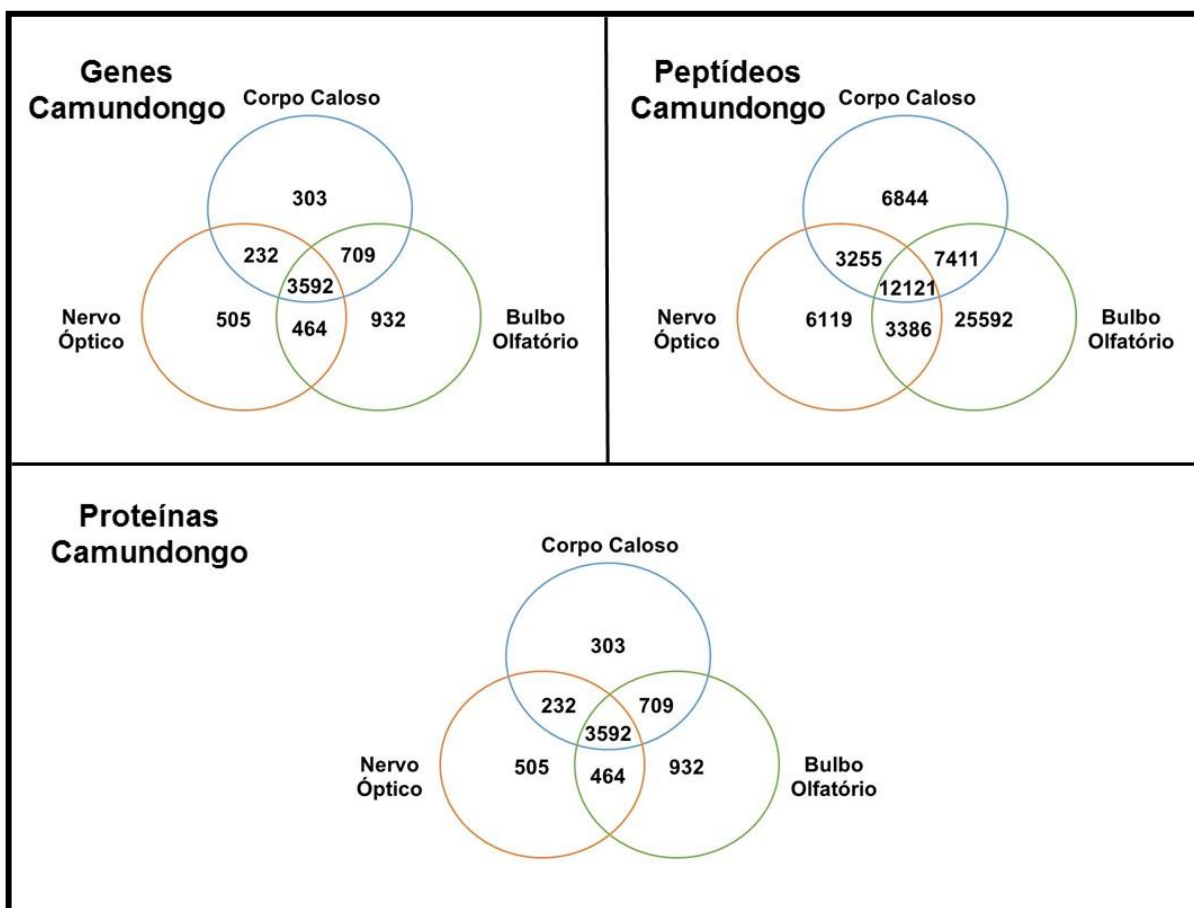 Genes
Camundongo
Corpo Caloso
303
232
709
3592
Nervo
Óptico
505
464
932
Bulbo
Olfatório
Peptídeos
Camundongo
Corpo Caloso
6844
3255
7411
12121
Nervo
Óptico
6119
3386
25592
Bulbo
Olfatório
Proteínas
Camundongo
Corpo Caloso
303
232
709
3592
Nervo
Óptico
505
464
932
Bulbo
Olfatório